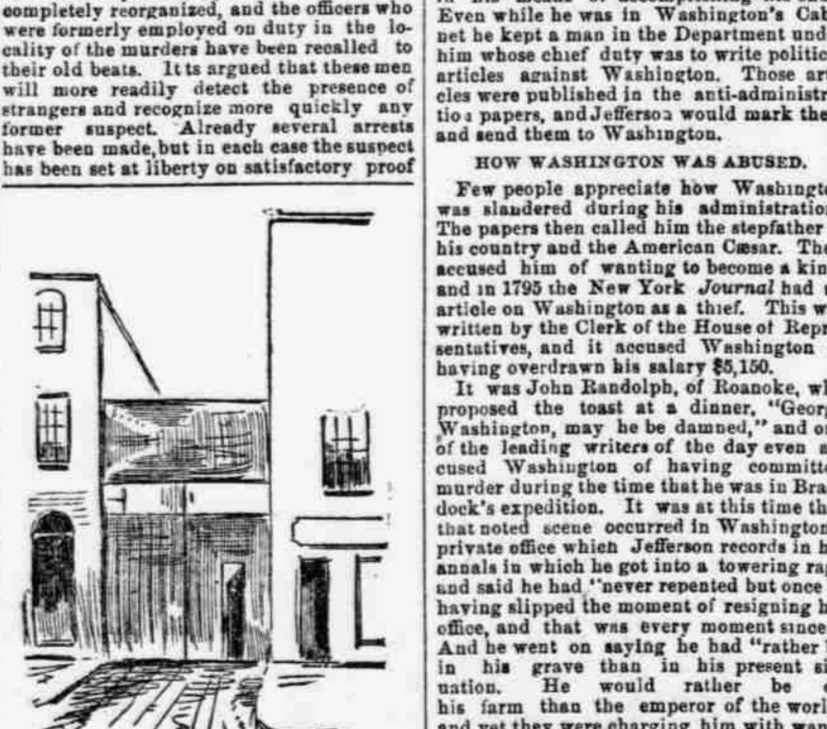 completely reorganized, and the officers who
were formerly employed on duty in the lo-
cality of the murders have been recalled to
their old beats. It ts argued that these men
will more readily detect the presence of
strangers and recognize more quickly any
former suspect. Already several arrests
have been made, but in each case the suspect
has been set at liberty on satisfactory proof
Even while he was in Washington's Cab
net he kept a man in the Department und
him whose chief duty was to write politic
articles against Washington. Those ar
cles were published in the anti-administr
tio papers, and Jefferson would mark the
and send them to Washington.
HOW WASHINGTON WAS ABUSED.
Few people appreciate how Washingt
was slandered during his administratio
The papers then called him the stepfather
his country and the American Cæsar. The
accused him of wanting to become a kin
and in 1795 the New York Journal had
article on Washington as a thief. This w
written by the Clerk of the House of Repr
sentatives, and it accused Washington
having overdrawn his salary $5,150.
It was John Randolph, of Roanoke, wh
proposed the toast at a dinner, "Georg
Washington, may he be damned," and o
of the leading writers of the day even a
cused Washington of having committe
murder during the time that he was in Bra
dock's expedition. It was at this time th
that noted scene occurred in Washington
private office which Jefferson records in h
annals in which he got into a towering ra
and said he had "never repented but once
having slipped the moment of resigning h
office, and that was every moment since
And he went on saying he had "rather
in his grave than in his present si
uation. He would rather be
his farm than the emperor of the worl
and yet they were charging him with wan